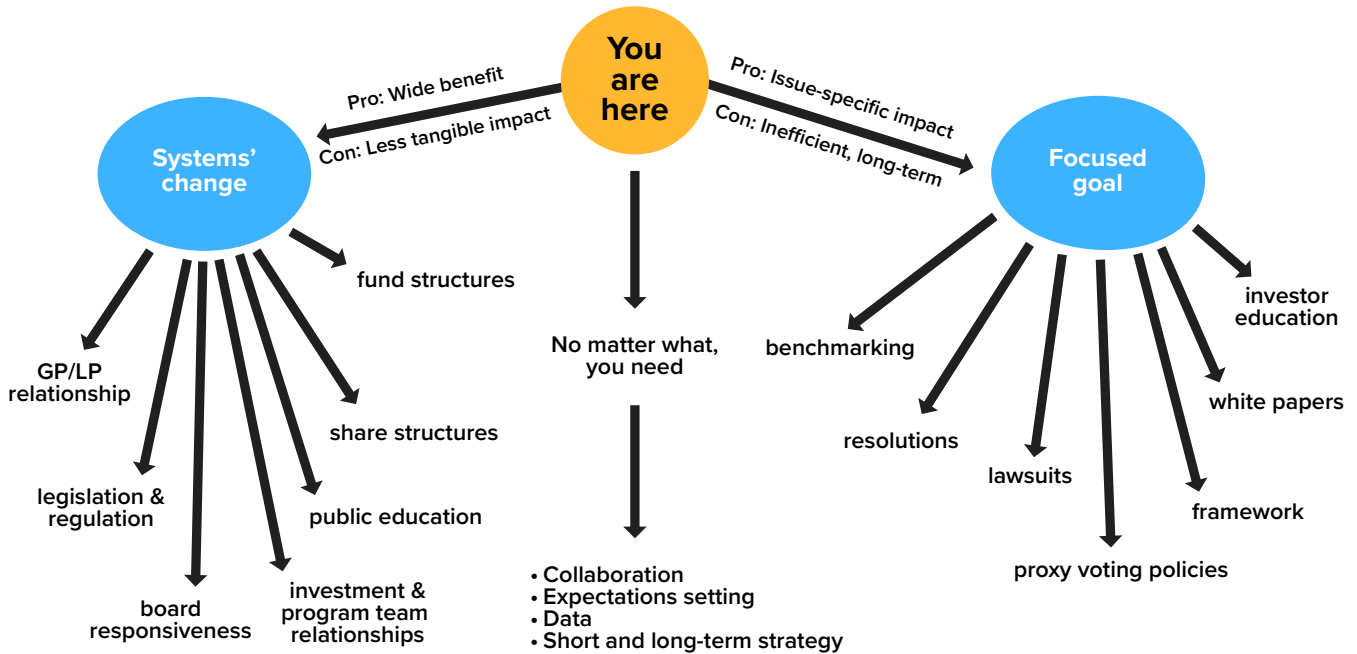 You
are
here
Pro: Wide benefit
Con: Less tangible impact
Pro: Issue-specific impact
Con: Inefficient, long-term
Systems’
change
Focused
goal
fund structures
GP/LP
relationship
share structures
legislation &
regulation
public education
board
responsiveness
investment &
program team
relationships
No matter what,
you need
• Collaboration
• Expectations setting
• Data
• Short and long-term strategy
benchmarking
resolutions
lawsuits
proxy voting policies
framework
white papers
investor
education